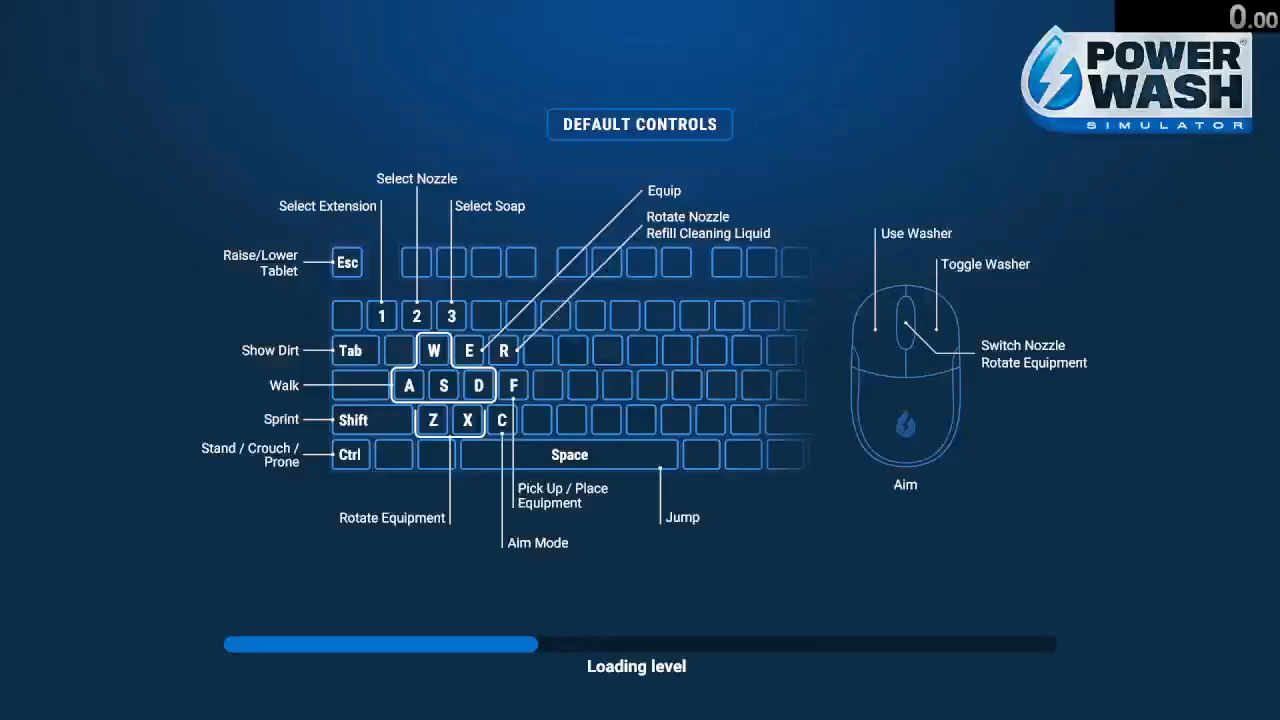 0.00
POWER
WASH
SIMULATOR
DEFAULT CONTROLS
Select Nozzle
Select Extension
Select Soap
Equip
Rotate Nozzle
Refill Cleaning Liquid
Raise/Lower
Tablet
Esc
1 2 3
Show Dirt
Tab W E R
Walk
A S D F
Sprint
Shift Z X C
Stand / Crouch /
Prone
Ctrl Space
Rotate Equipment
Pick Up / Place
Equipment
Aim Mode
Jump
Use Washer
Toggle Washer
Switch Nozzle
Rotate Equipment
Aim
Loading level